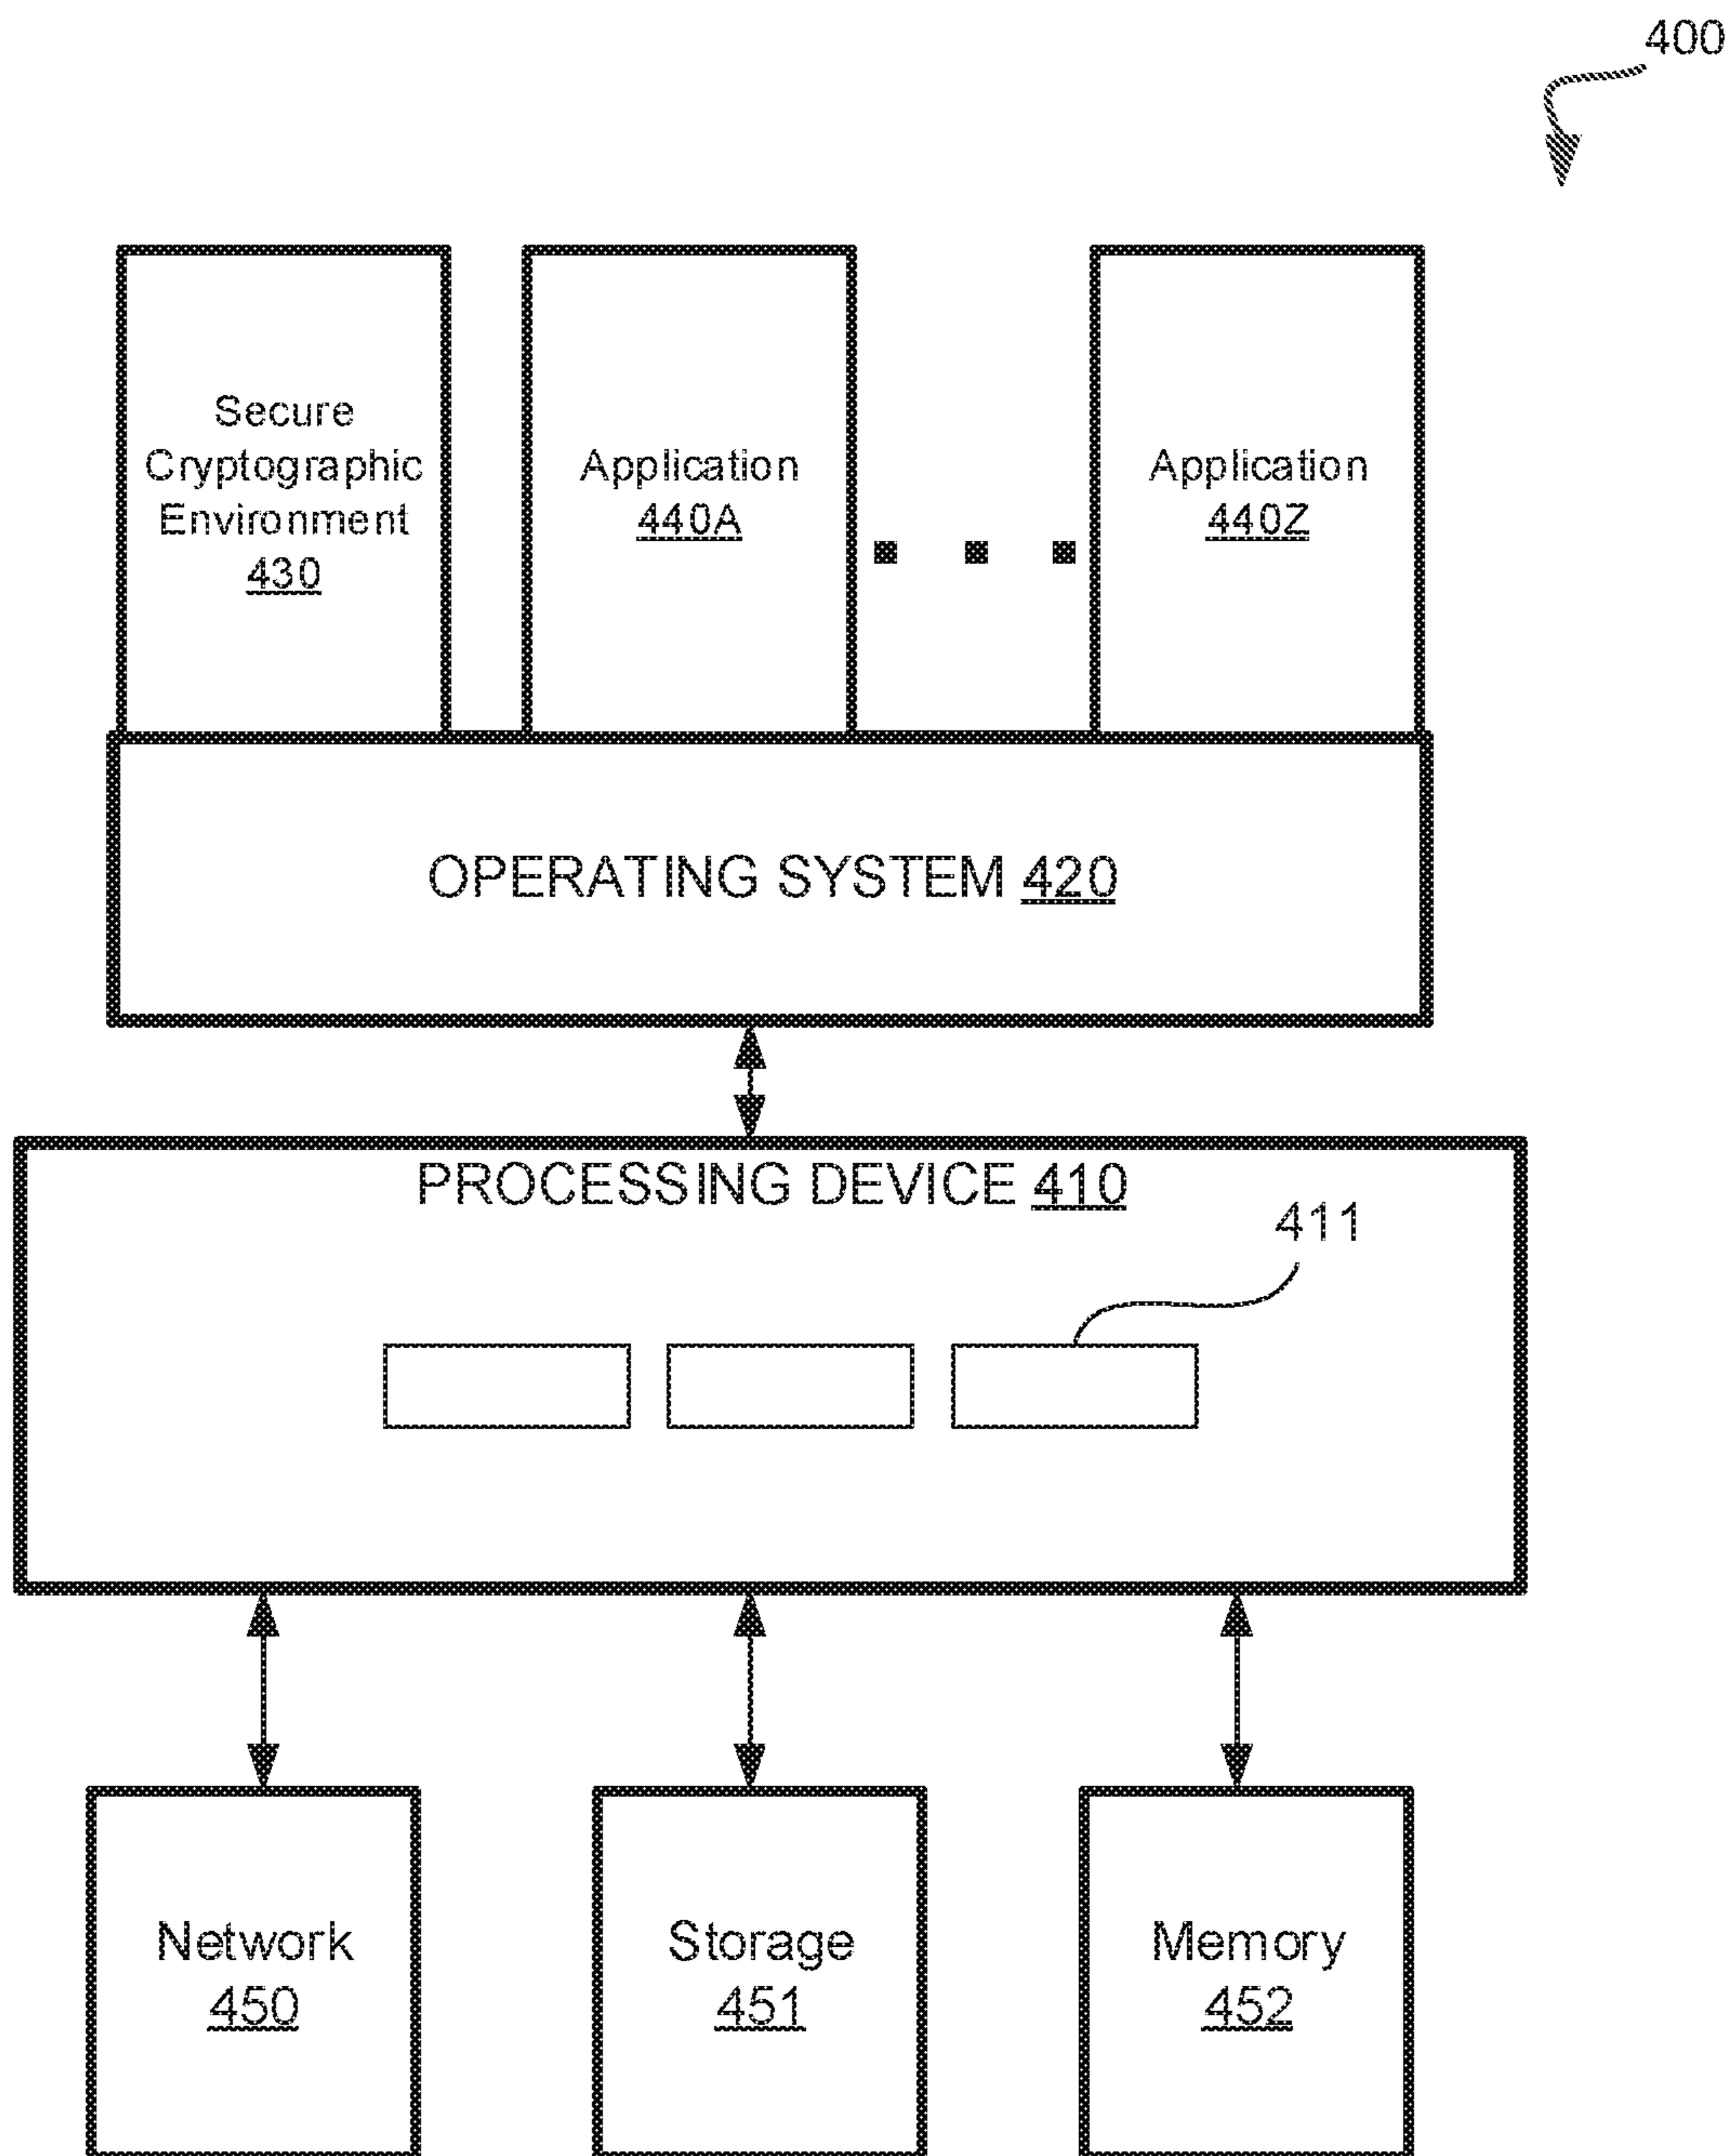 400
Secure
Cryptographic
Environment
430
Application
440A
Application
440Z
OPERATING SYSTEM 420
PROCESSING DEVICE 410
411
Network
450
Storage
451
Memory
452